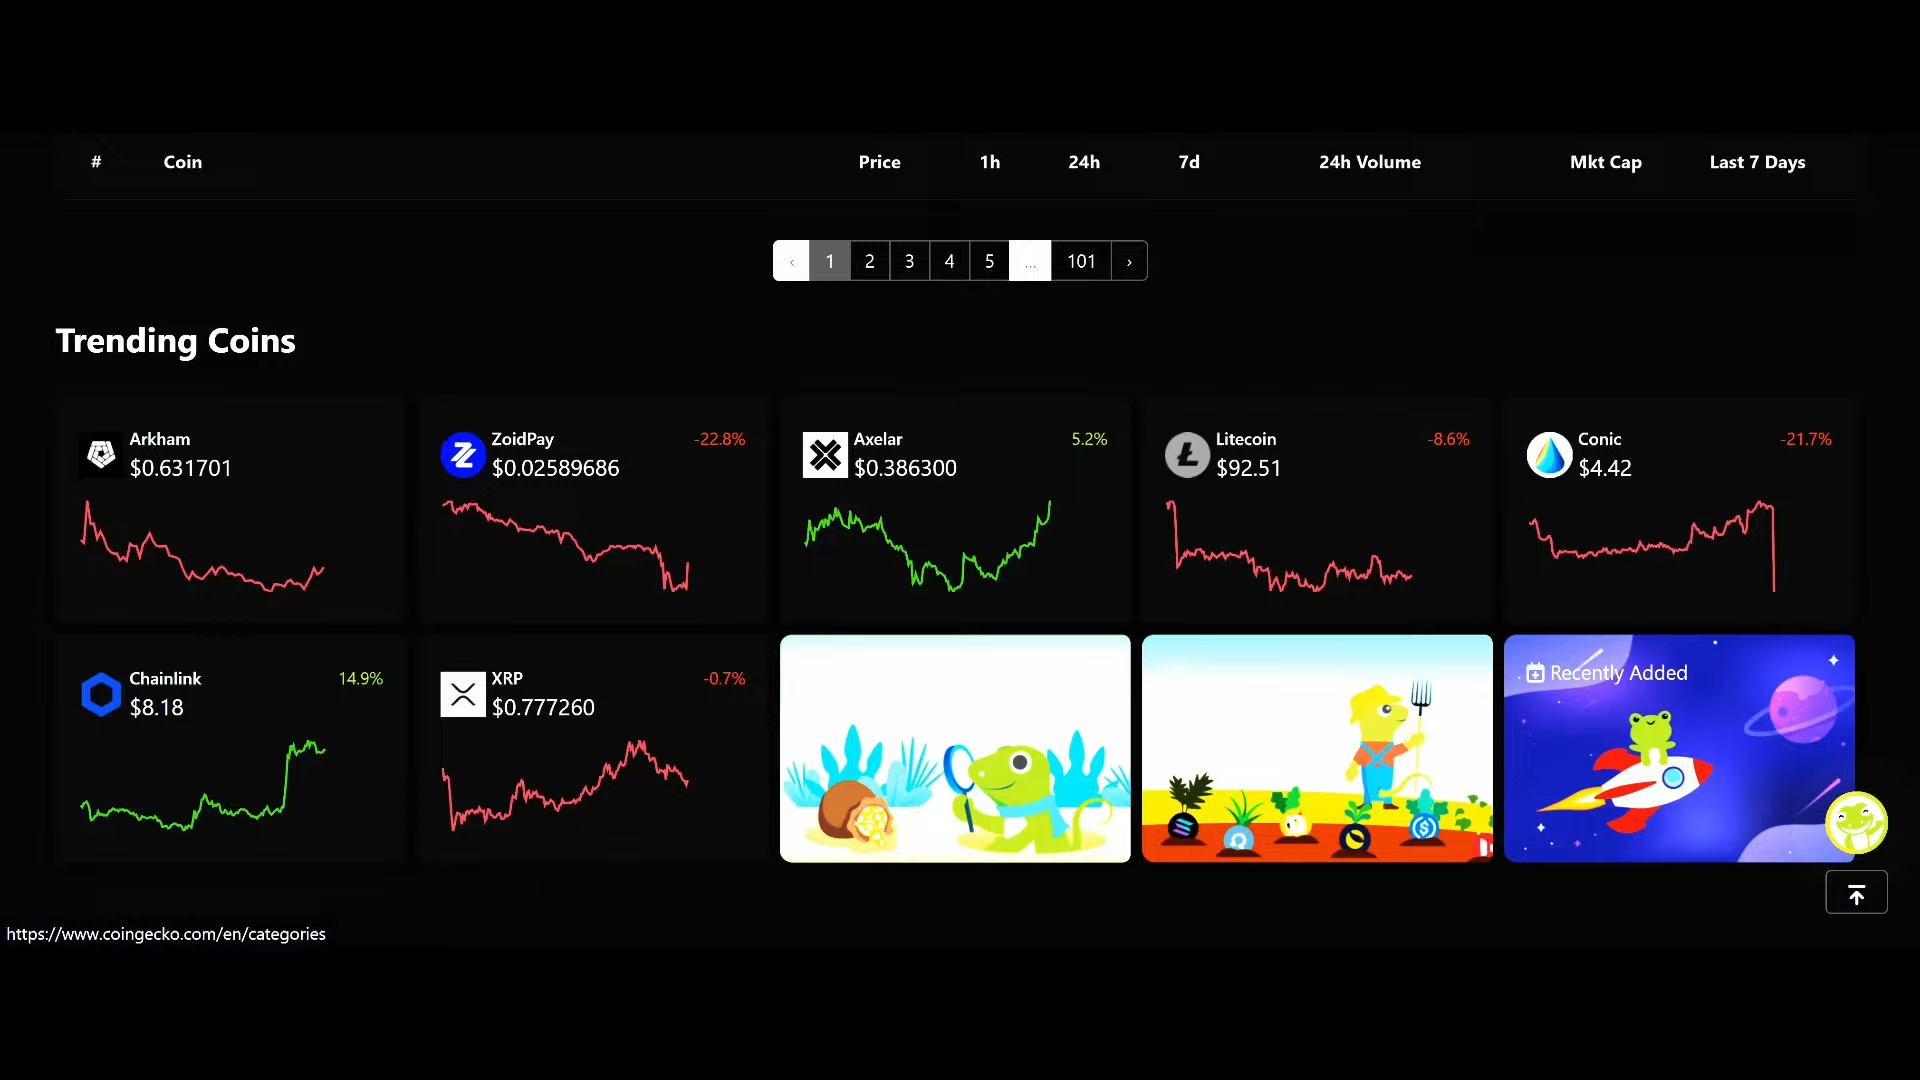 # Coin Price 1h 24h 7d 24h Volume Mkt Cap Last 7 Days
‹ 1 2 3 4 5 ... 101 ›
Trending Coins
Arkham
$0.631701
ZoidPay -22.8%
$0.02589686
Axelar 5.2%
$0.386300
Litecoin -8.6%
$92.51
Conic -21.7%
$4.42
Chainlink 14.9%
$8.18
XRP -0.7%
$0.777260
Recently Added
https://www.coingecko.com/en/categories